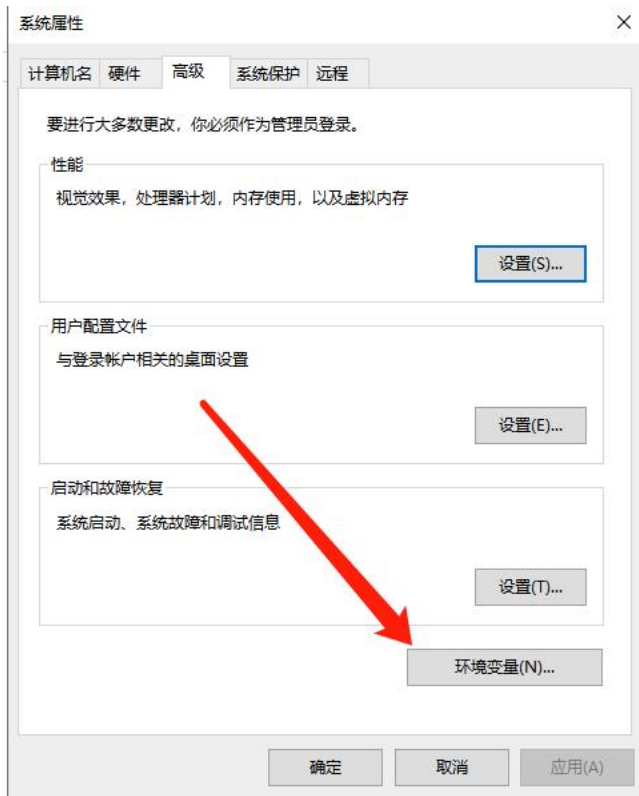 系统属性
计算机名 硬件 高级 系统保护 远程
要进行大多数更改，你必须作为管理员登录。
性能
视觉效果，处理器计划，内存使用，以及虚拟内存
设置(S)...
用户配置文件
与登录帐户相关的桌面设置
设置(E)...
启动和故障恢复
系统启动、系统故障和调试信息
设置(T)...
环境变量(N)...
确定 取消 应用(A)